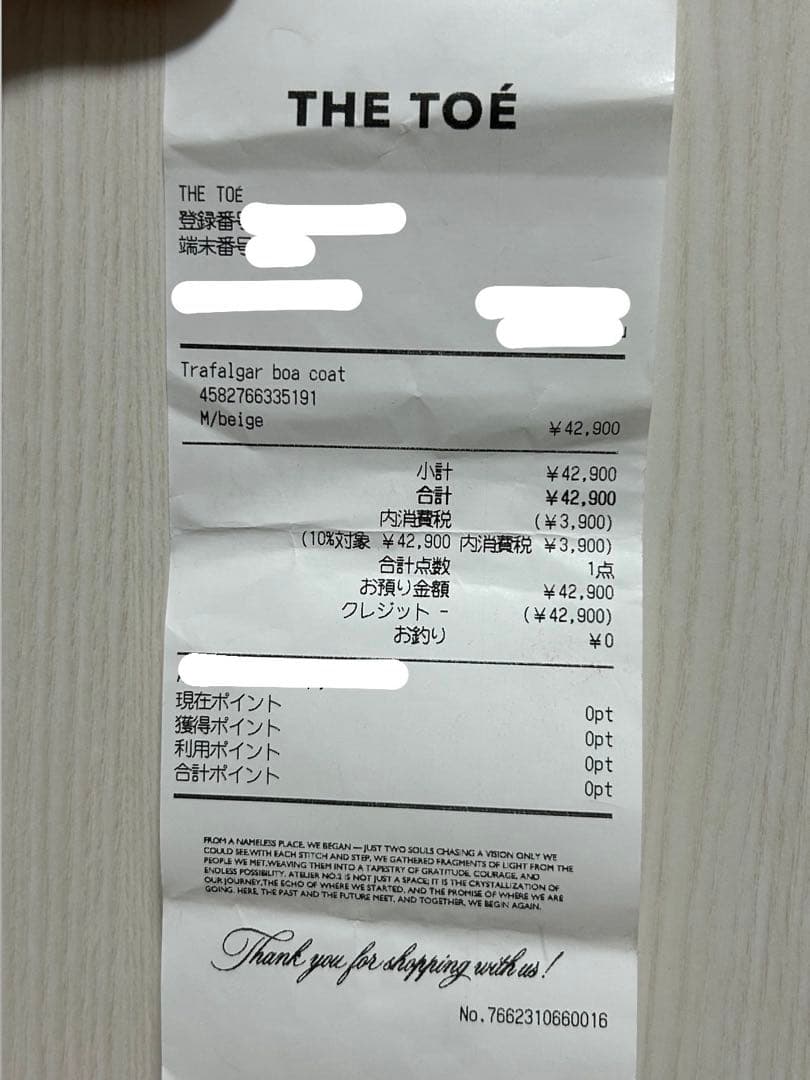 THE TOÉ
THE TOÉ
登録番号
端末番号
Trafalgar boa coat
4582766335191
M/beige ¥42,900
小計 ¥42,900
合計 ¥42,900
内消費税 (¥3,900)
(10%対象 ¥42,900 内消費税 ¥3,900)
合計点数 1点
お預り金額 ¥42,900
クレジット - (¥42,900)
お釣り ¥0
現在ポイント 0pt
獲得ポイント 0pt
利用ポイント 0pt
合計ポイント 0pt
FROM A NAMELESS PLACE, WE BEGAN — JUST TWO SOULS CHASING A VISION ONLY WE
COULD SEE.WITH EACH STITCH AND STEP, WE GATHERED FRAGMENTS OF LIGHT FROM THE
PEOPLE WE MET,WEAVING THEM INTO A TAPESTRY OF GRATITUDE, COURAGE, AND
ENDLESS POSSIBILITY. ATELIER NO.2 IS NOT JUST A SPACE; IT IS THE CRYSTALLIZATION OF
OUR JOURNEY,THE ECHO OF WHERE WE STARTED, AND THE PROMISE OF WHERE WE ARE
GOING. HERE, THE PAST AND THE FUTURE MEET, AND TOGETHER, WE BEGIN AGAIN.
Thank you for shopping with us!
No.7662310660016